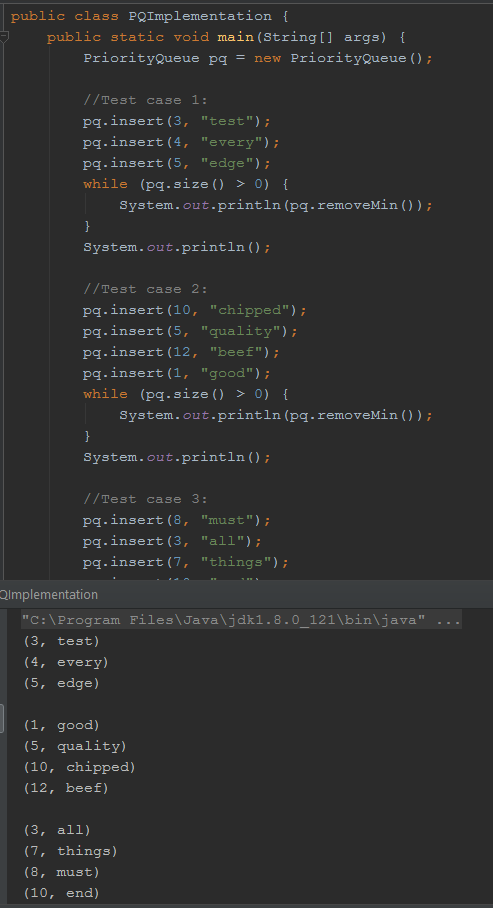 public class PQImplementation {
public static void main(String[] args) {
PriorityQueue pq = new PriorityQueue();
//Test case 1:
pq.insert(3, "test");
pq.insert(4, "every");
pq.insert(5, "edge");
while (pq.size() > 0) {
System.out.println(pq.removeMin());
}
System.out.println();
//Test case 2:
pq.insert(10, "chipped");
pq.insert(5, "quality");
pq.insert(12, "beef");
pq.insert(1, "good");
while (pq.size() > 0) {
System.out.println(pq.removeMin());
}
System.out.println();
//Test case 3:
pq.insert(8, "must");
pq.insert(3, "all");
pq.insert(7, "things");
QImplementation
"C:\Program Files\Java\jdk1.8.0_121\bin\java" ...
(3, test)
(4, every)
(5, edge)
(1, good)
(5, quality)
(10, chipped)
(12, beef)
(3, all)
(7, things)
(8, must)
(10, end)